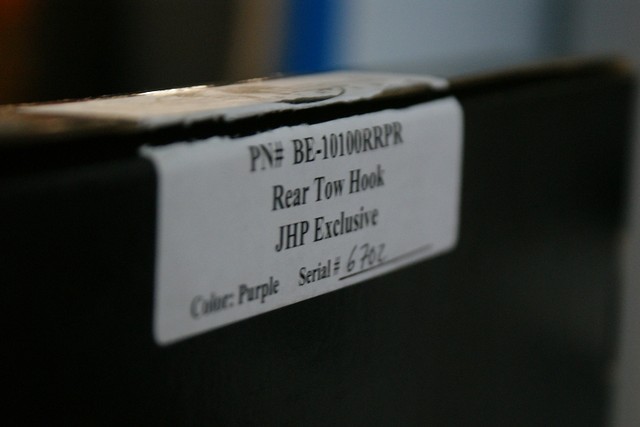 PN# BE-10100RRPR
Rear Tow Hook
JHP Exclusive
Color: Purple Serial # 6702